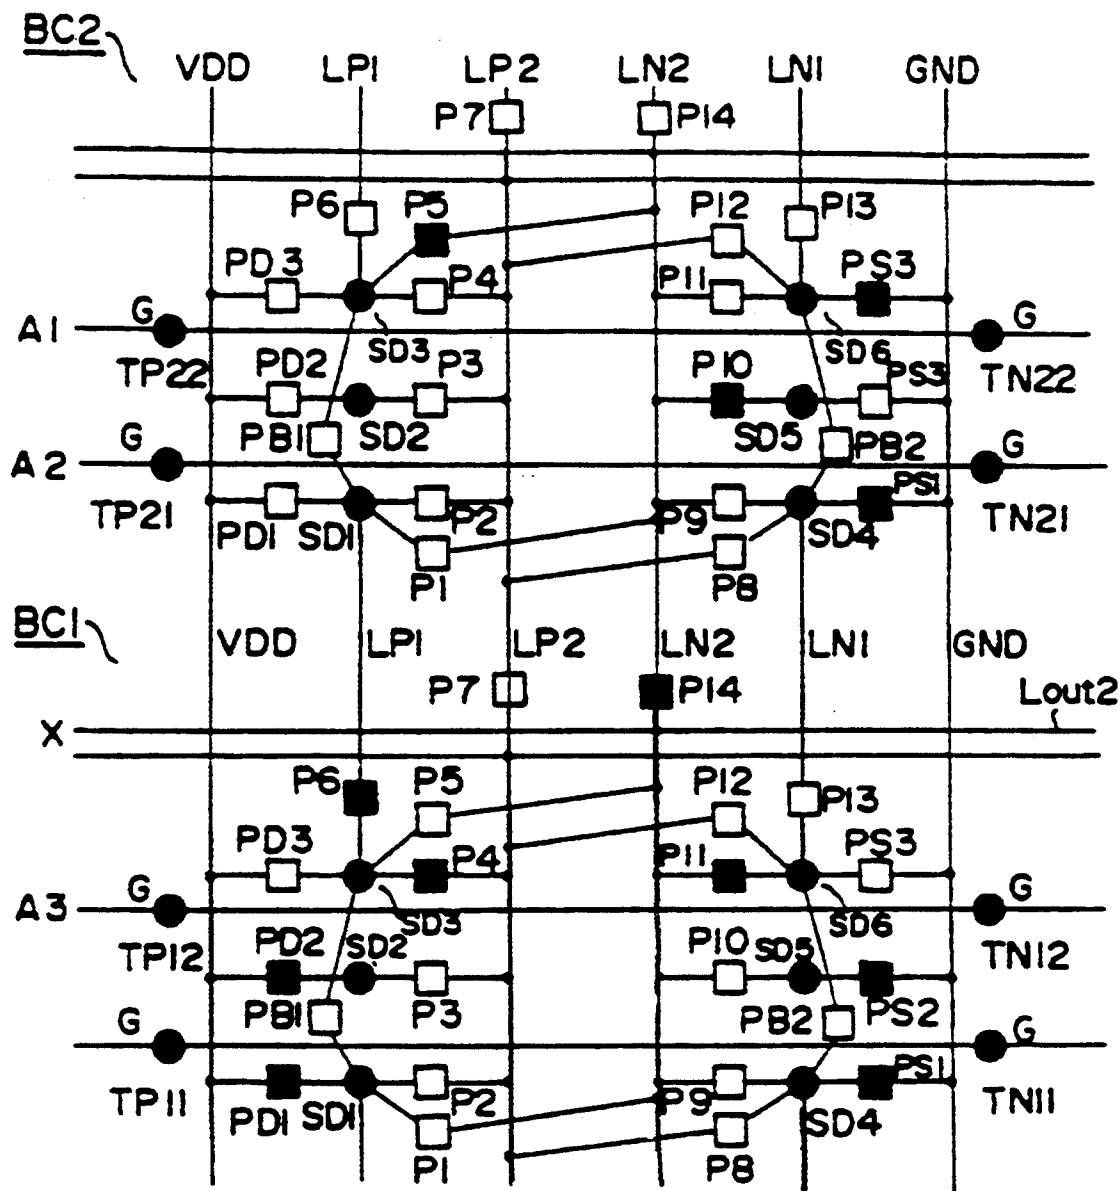 BC2
VDD LP1 LP2 LN2 LN1 GND
P7 P14
P6 P5 P12 P13
PD3 P4 P11 PS3
A1 G G
TP22 SD3 SD6 TN22
PD2 P3 P10 PS3
PB1 SD2 SD5 PB2
A2 G G
TP21 PS1 TN21
PD1 SD1 P2 P9 SD4
P1 P8
BC1
VDD LP1 LP2 LN2 LN1 GND
P7 P14 Lout2
X
P6 P5 P12 P13
PD3 P4 P11 PS3
A3 G G
TP12 SD3 SD6 TN12
PD2 SD2 P10 SD5
PB1 P3 PB2 PS2
G G
TP11 P2 P9 PS1 TN11
PD1 SD1 SD4
P1 P8